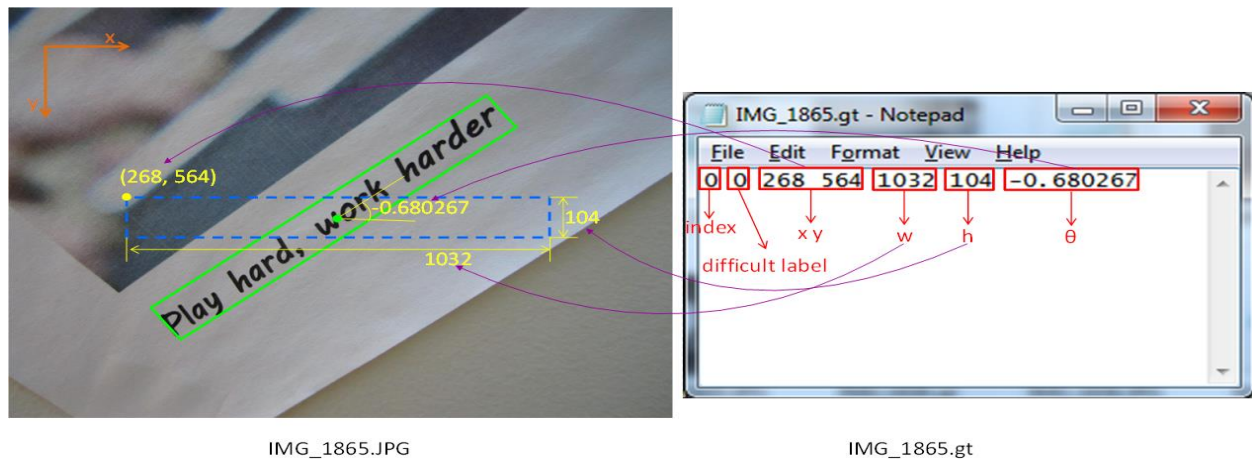 X
Y
(268, 564)
Play hard, work harder
-0.680267
104
1032
IMG_1865.JPG
IMG_1865.gt - Notepad
File Edit Format View Help
0 0 268 564 1032 104 -0.680267
index
difficult label
x y
w
h
θ
IMG_1865.gt